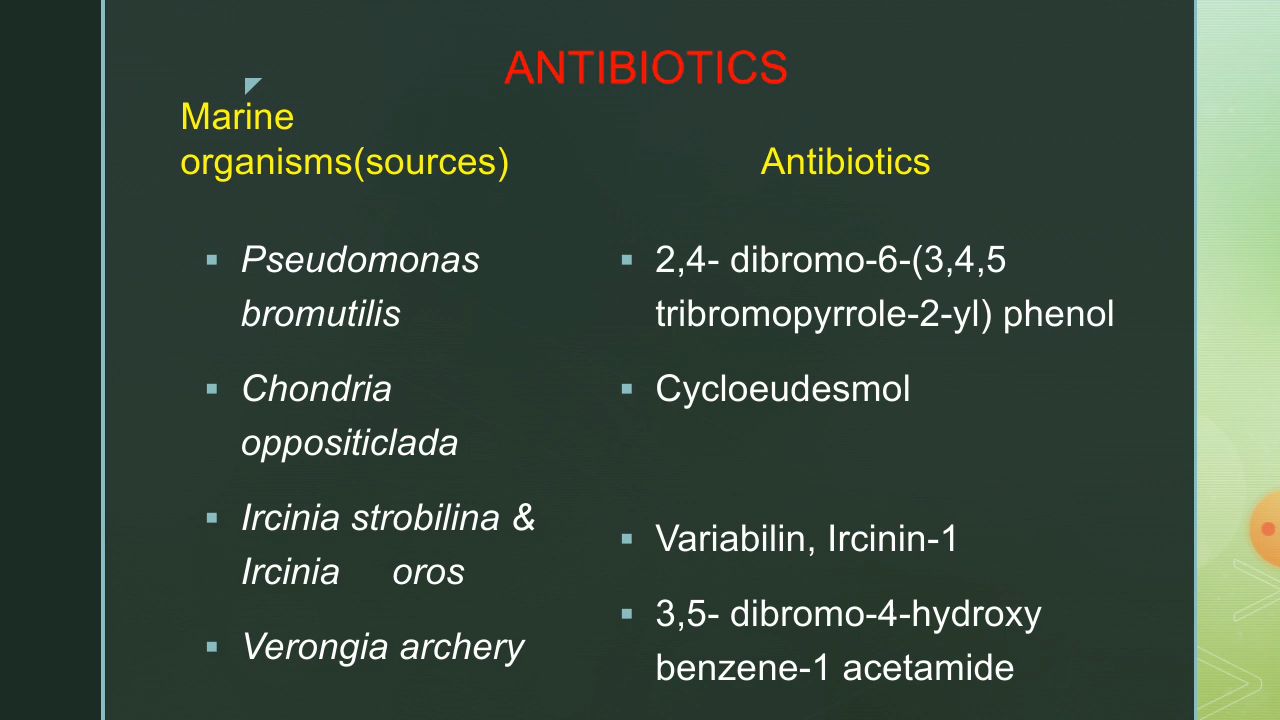 ANTIBIOTICS
Marine
organisms(sources)
Antibiotics
Pseudomonas
bromutilis
Chondria
oppositiclada
Ircinia strobilina &
Ircinia oros
Verongia archery
2,4- dibromo-6-(3,4,5
tribromopyrrole-2-yl) phenol
Cycloeudesmol
Variabilin, Ircinin-1
3,5- dibromo-4-hydroxy
benzene-1 acetamide